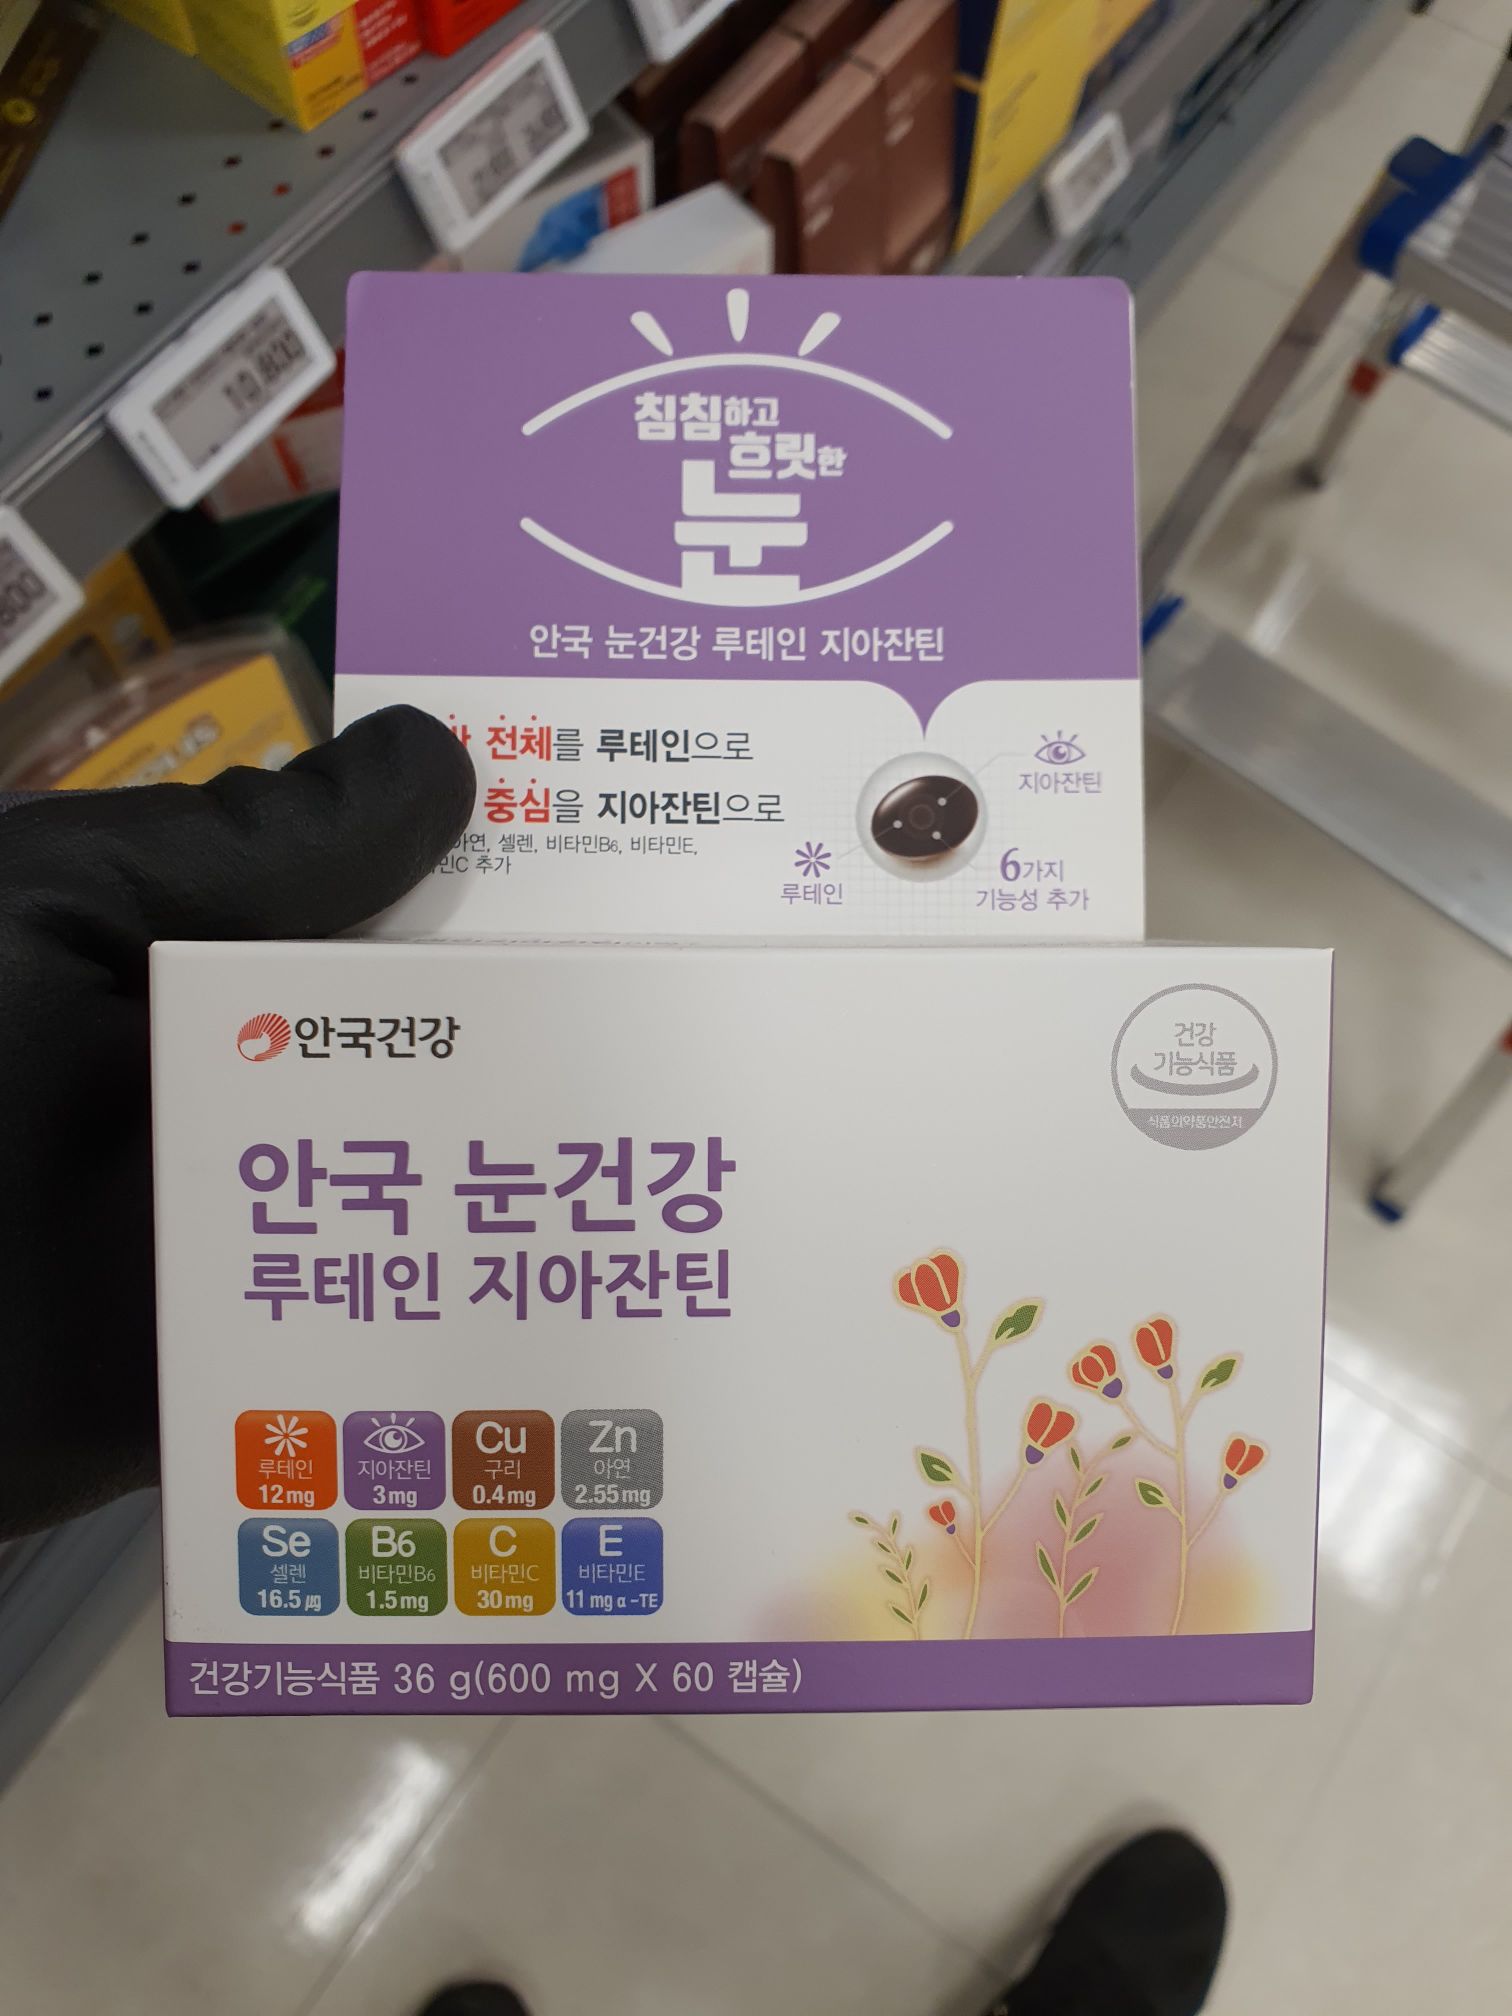 10,800
800
침침하고
흐릿한
눈
안국 눈건강 루테인 지아잔틴
전체를 루테인으로
중심을 지아잔틴으로
셀렌, 비타민B6, 비타민E,
추가
지아잔틴
루테인
6가지
기능성 추가
안국건강
건강
기능식품
식품의약품안전처
안국 눈건강
루테인 지아잔틴
루테인
12mg
지아잔틴
3mg
Cu
구리
0.4mg
Zn
아연
2.55mg
Se
셀렌
16.5㎍
B6
비타민B6
1.5mg
C
비타민C
30mg
E
비타민E
11 mg α-TE
건강기능식품 36 g(600 mg X 60 캡슐)